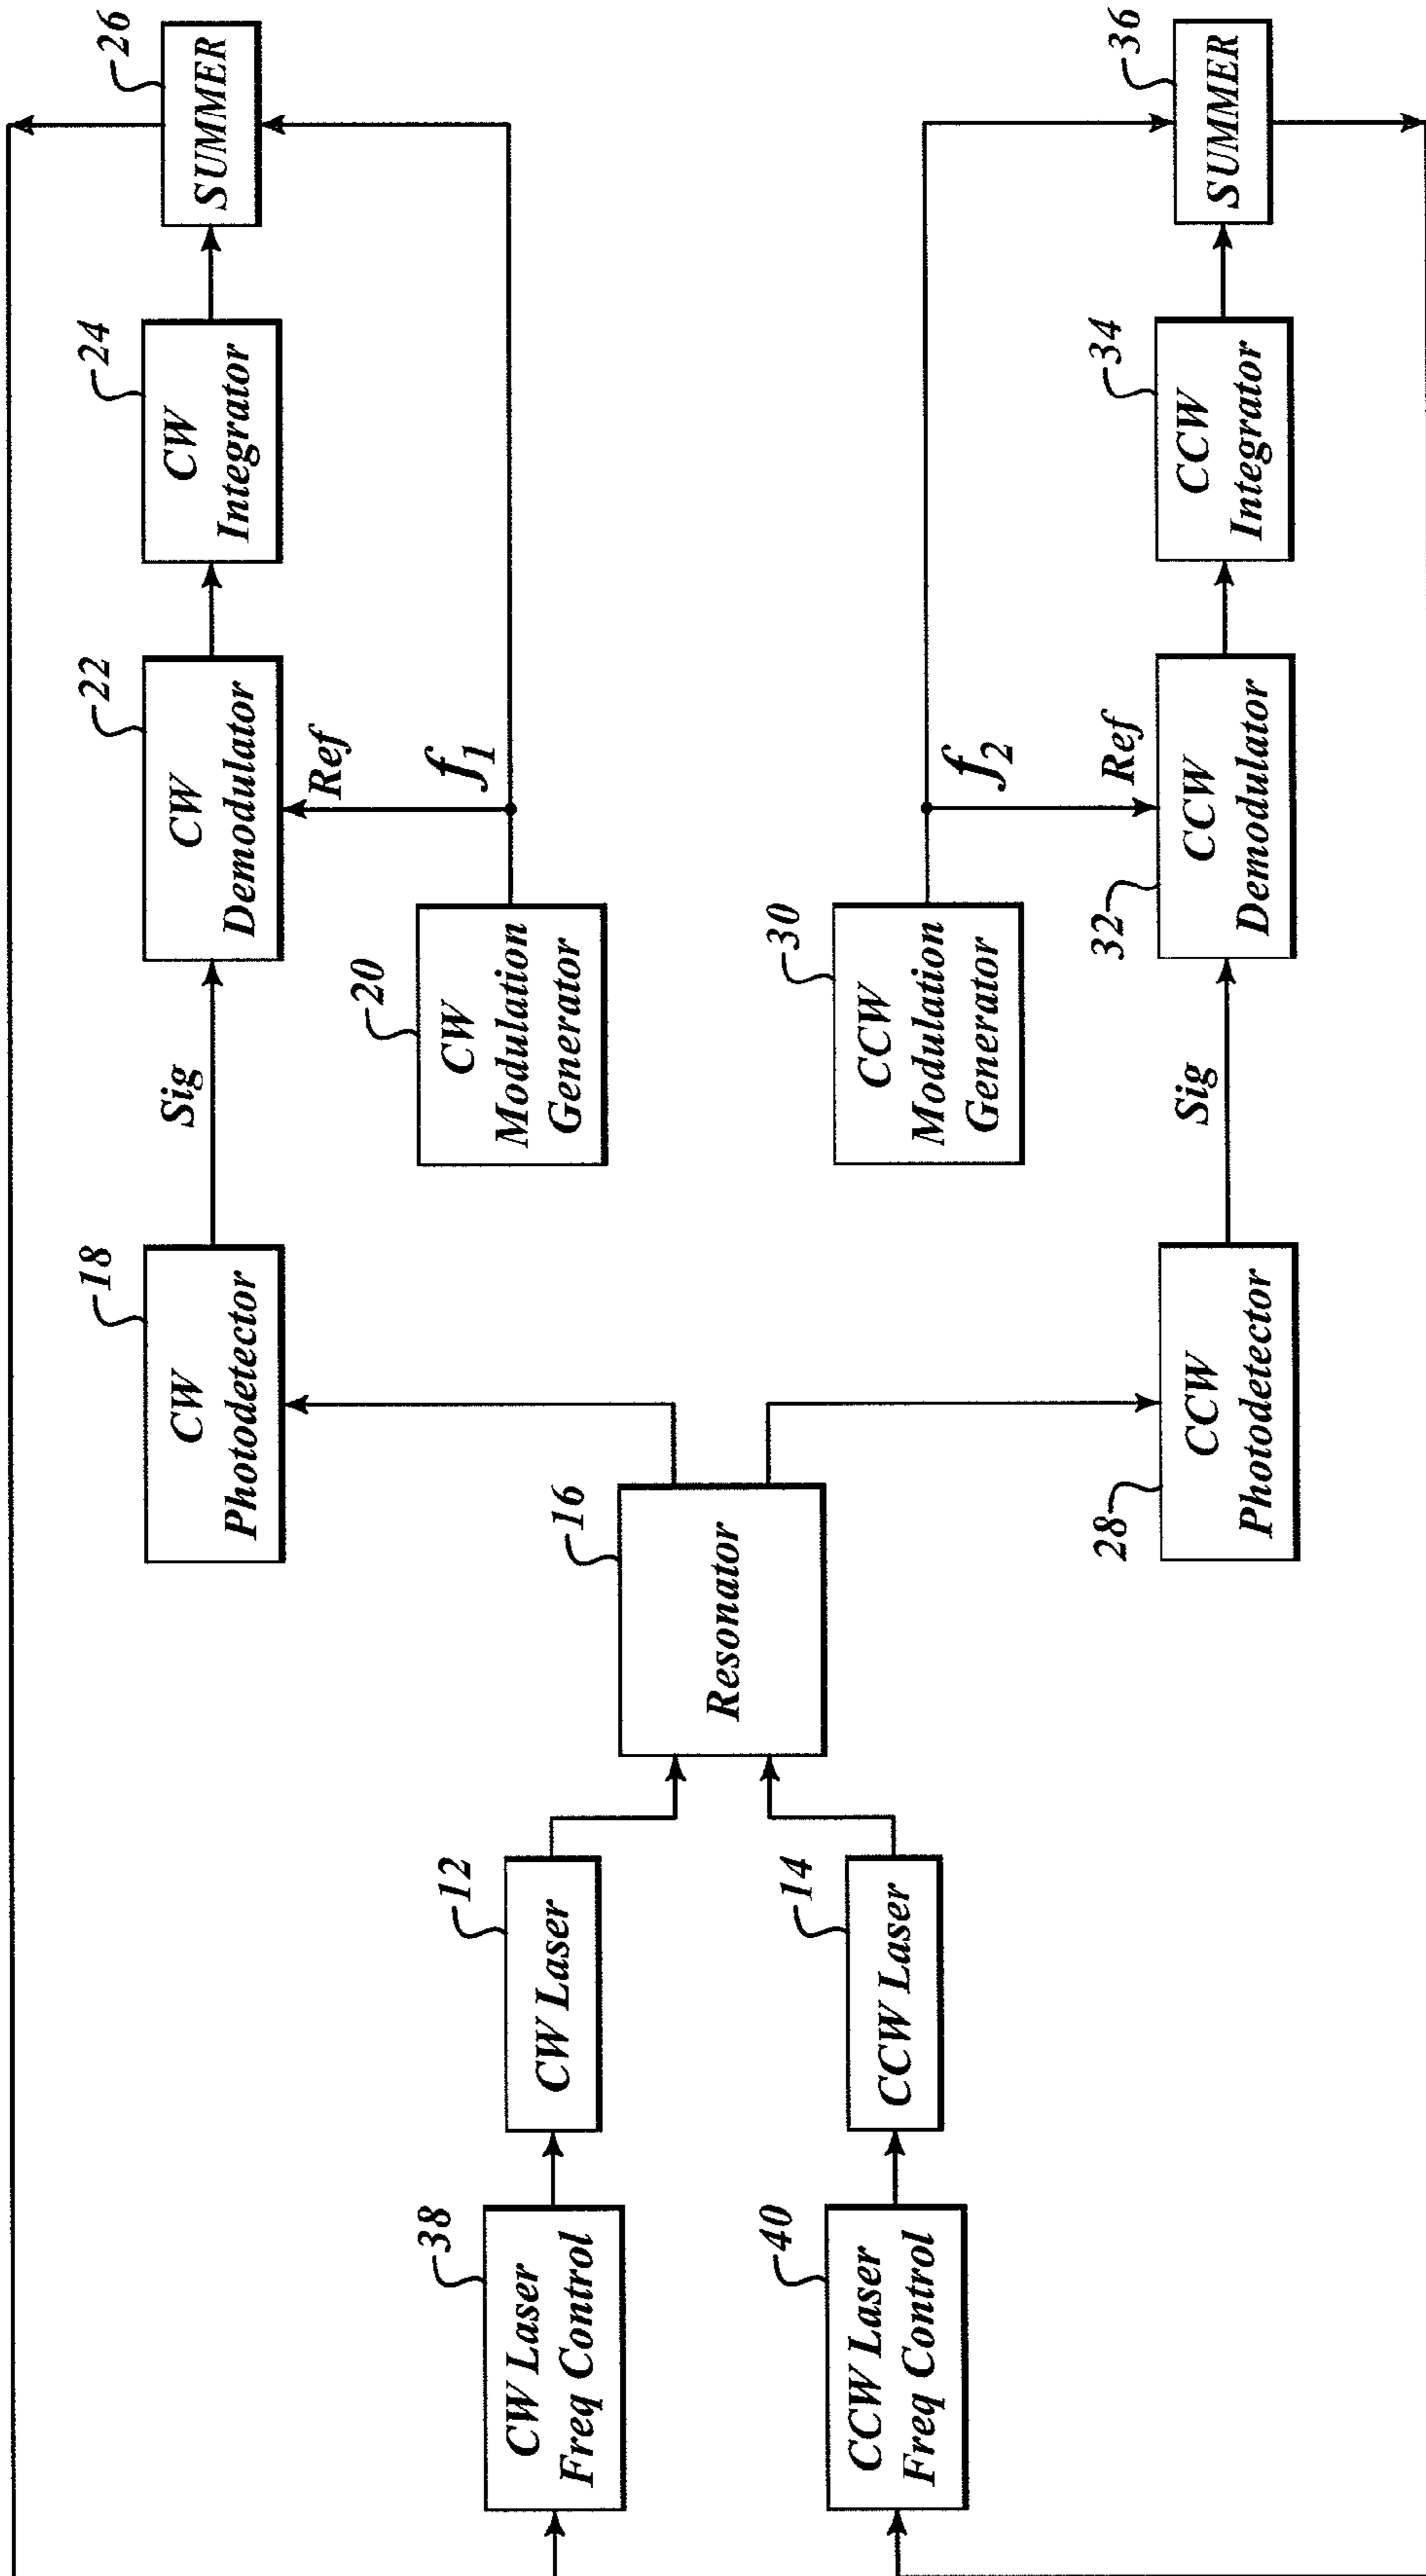 26
SUMMER
24
CW
Integrator
22
CW
Demodulator
Ref
f1
Sig
20
CW
Modulation
Generator
18
CW
Photodetector
16
Resonator
12
CW Laser
38
CW Laser
Freq Control
14
CCW Laser
40
CCW Laser
Freq Control
36
SUMMER
34
CCW
Integrator
32
CCW
Demodulator
Ref
f2
Sig
30
CCW
Modulation
Generator
28
CCW
Photodetector